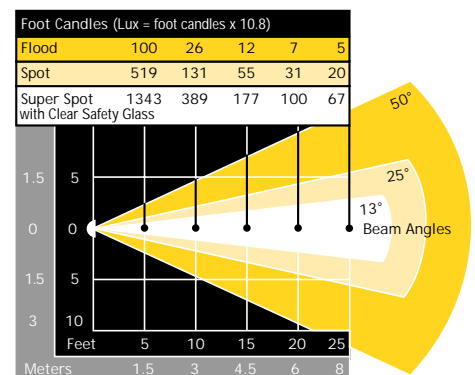 Foot Candles (Lux = foot candles x 10.8)
Flood 100 26 12 7 5
Spot 519 131 55 31 20
Super Spot 1343 389 177 100 67
with Clear Safety Glass
50°
1.5 5
25°
13°
0 0 Beam Angles
1.5 5
3 10
Feet 5 10 15 20 25
Meters 1.5 3 4.5 6 8